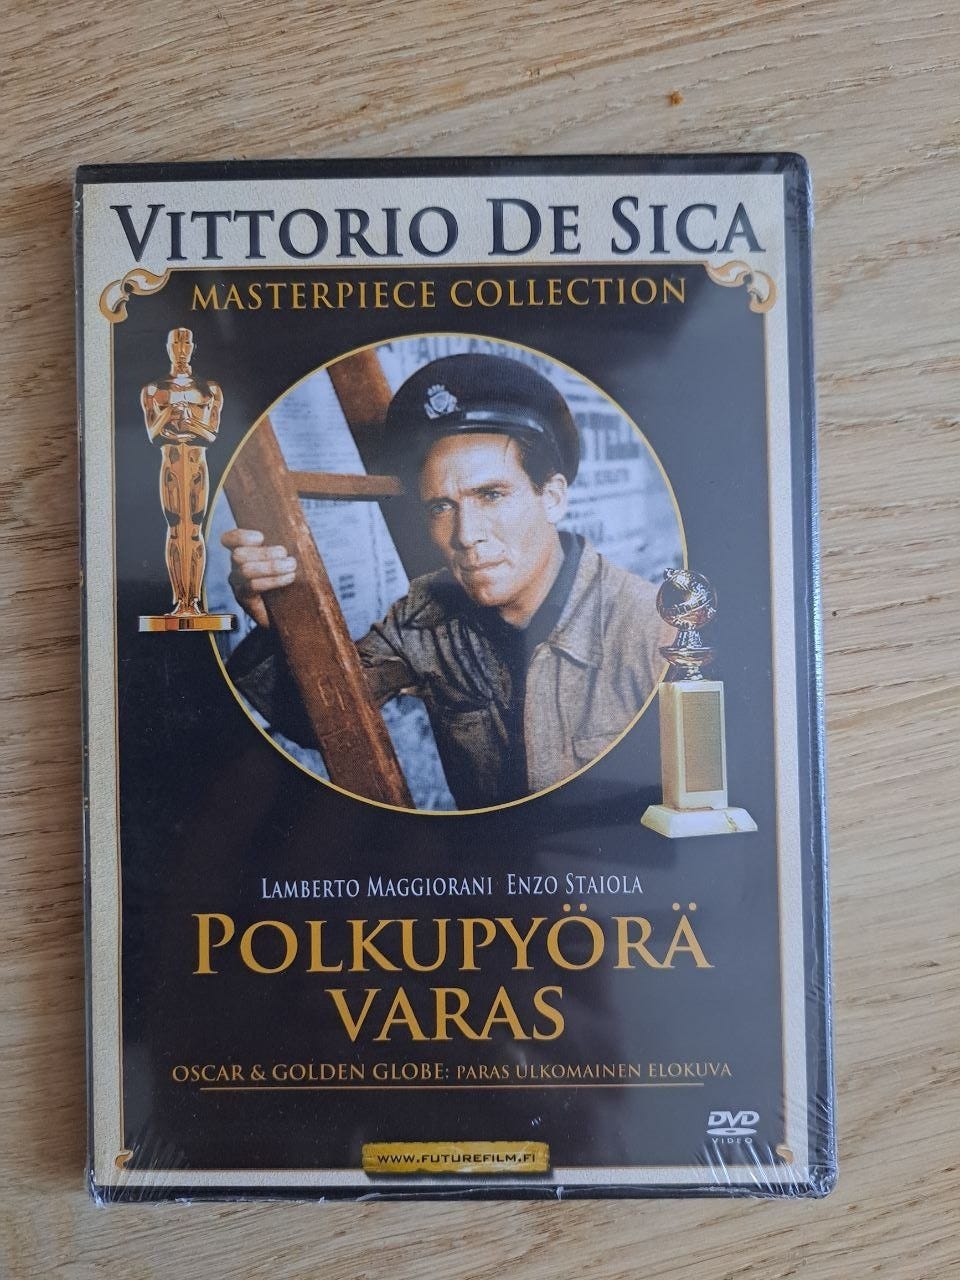 VITTORIO DE SICA
MASTERPIECE COLLECTION
LAMBERTO MAGGIORANI ENZO STAIOLA
POLKUPYÖRÄ
VARAS
OSCAR & GOLDEN GLOBE: PARAS ULKOMAINEN ELOKUVA
DVD
VIDEO
WWW.FUTUREFILM.FI